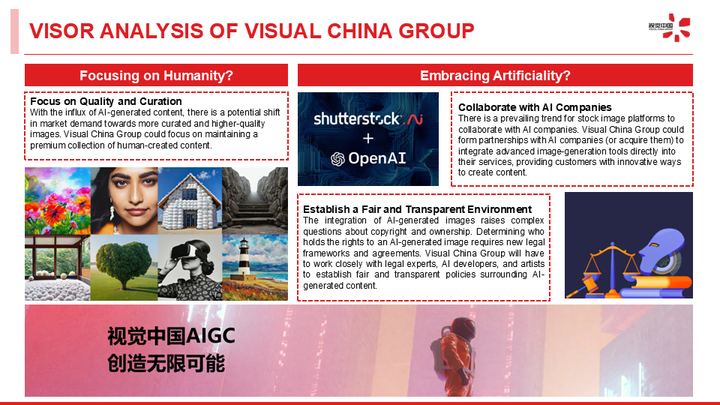 VISOR ANALYSIS OF VISUAL CHINA GROUP
视觉中国
Focusing on Humanity?
Embracing Artificiality?
Focus on Quality and Curation
With the influx of AI-generated content, there is a potential shift
in market demand towards more curated and higher-quality
images. Visual China Group could focus on maintaining a
premium collection of human-created content.
shutterstock AI
+
OpenAI
Collaborate with AI Companies
There is a prevailing trend for stock image platforms to
collaborate with AI companies. Visual China Group could
form partnerships with AI companies (or acquire them) to
integrate advanced image-generation tools directly into
their services, providing customers with innovative ways
to create content.
Establish a Fair and Transparent Environment
The integration of AI-generated images raises complex
questions about copyright and ownership. Determining who
holds the rights to an AI-generated image requires new legal
frameworks and agreements. Visual China Group will have
to work closely with legal experts, AI developers, and artists
to establish fair and transparent policies surrounding AI-
generated content.
视觉中国AIGC
创造无限可能